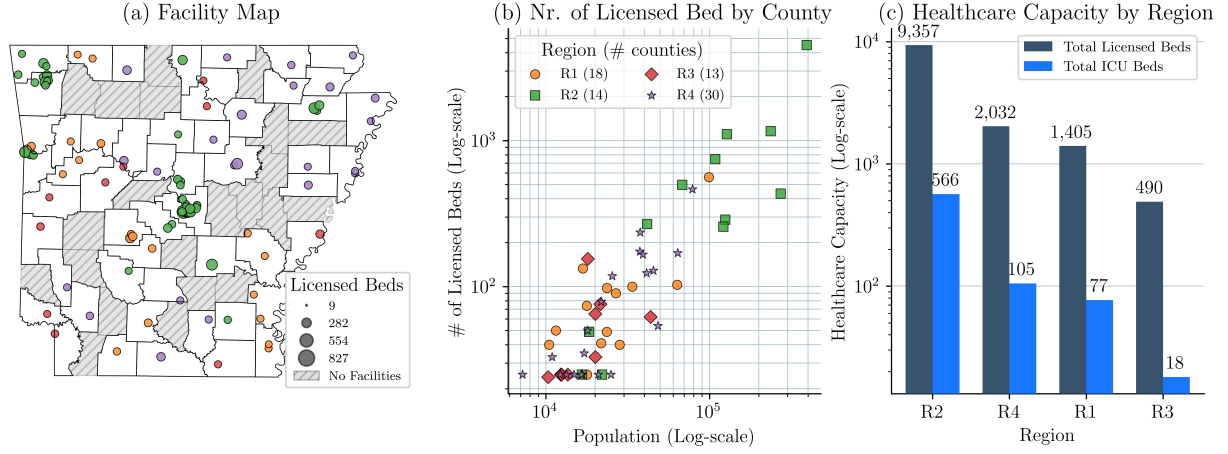 (a) Facility Map
Licensed Beds
9
282
554
827
No Facilities
(b) Nr. of Licensed Bed by County
# of Licensed Beds (Log-scale)
10³
10²
Region (# counties)
R1 (18)
R2 (14)
R3 (13)
R4 (30)
10⁴
10⁵
Population (Log-scale)
(c) Healthcare Capacity by Region
Healthcare Capacity (Log-scale)
10⁴
10³
10²
Total Licensed Beds
Total ICU Beds
9,357
566
2,032
105
1,405
77
490
18
R2
R4
R1
R3
Region